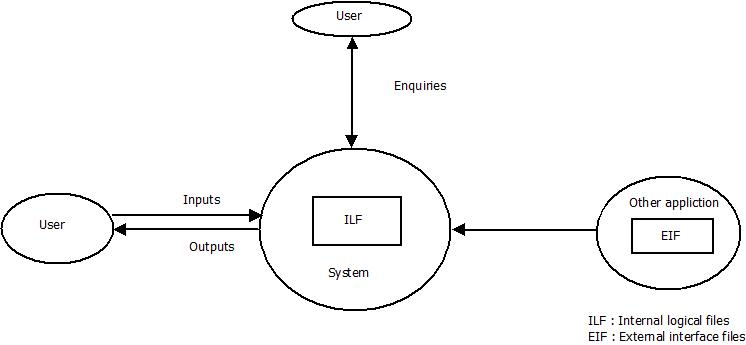 User
Enquiries
User
Inputs
Outputs
ILF
System
Other appliction
EIF
ILF : Internal logical files
EIF : External interface files